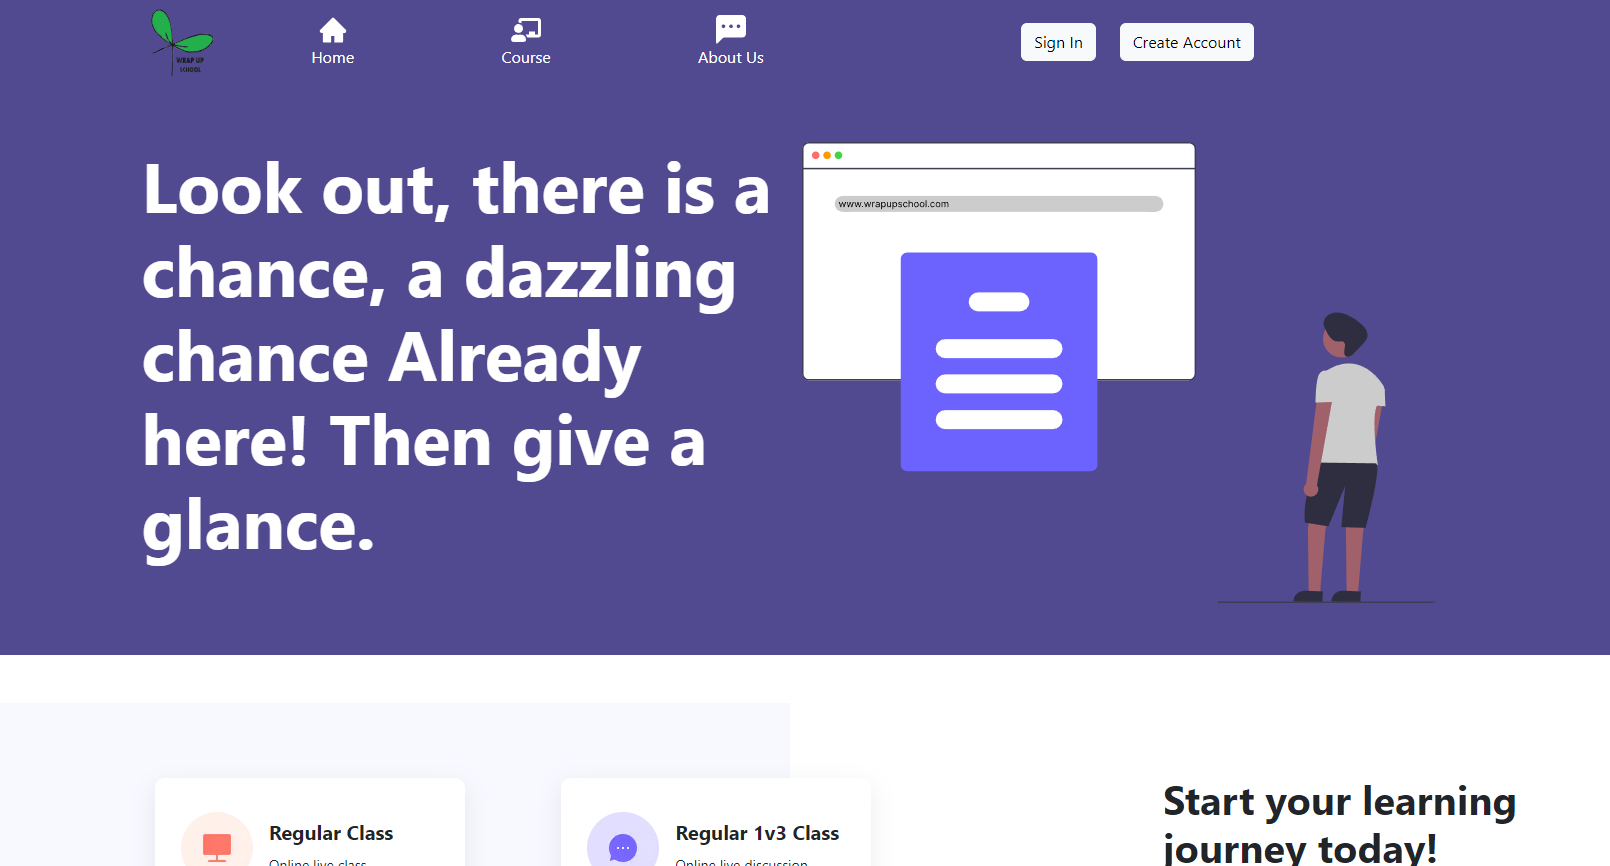 WRAP UP
SCHOOL
Home
Course
About Us
Sign In
Create Account
Look out, there is a
chance, a dazzling
chance Already
here! Then give a
glance.
www.wrapupschool.com
Regular Class
Online live class
Regular 1v3 Class
Online live discussion
Start your learning
journey today!